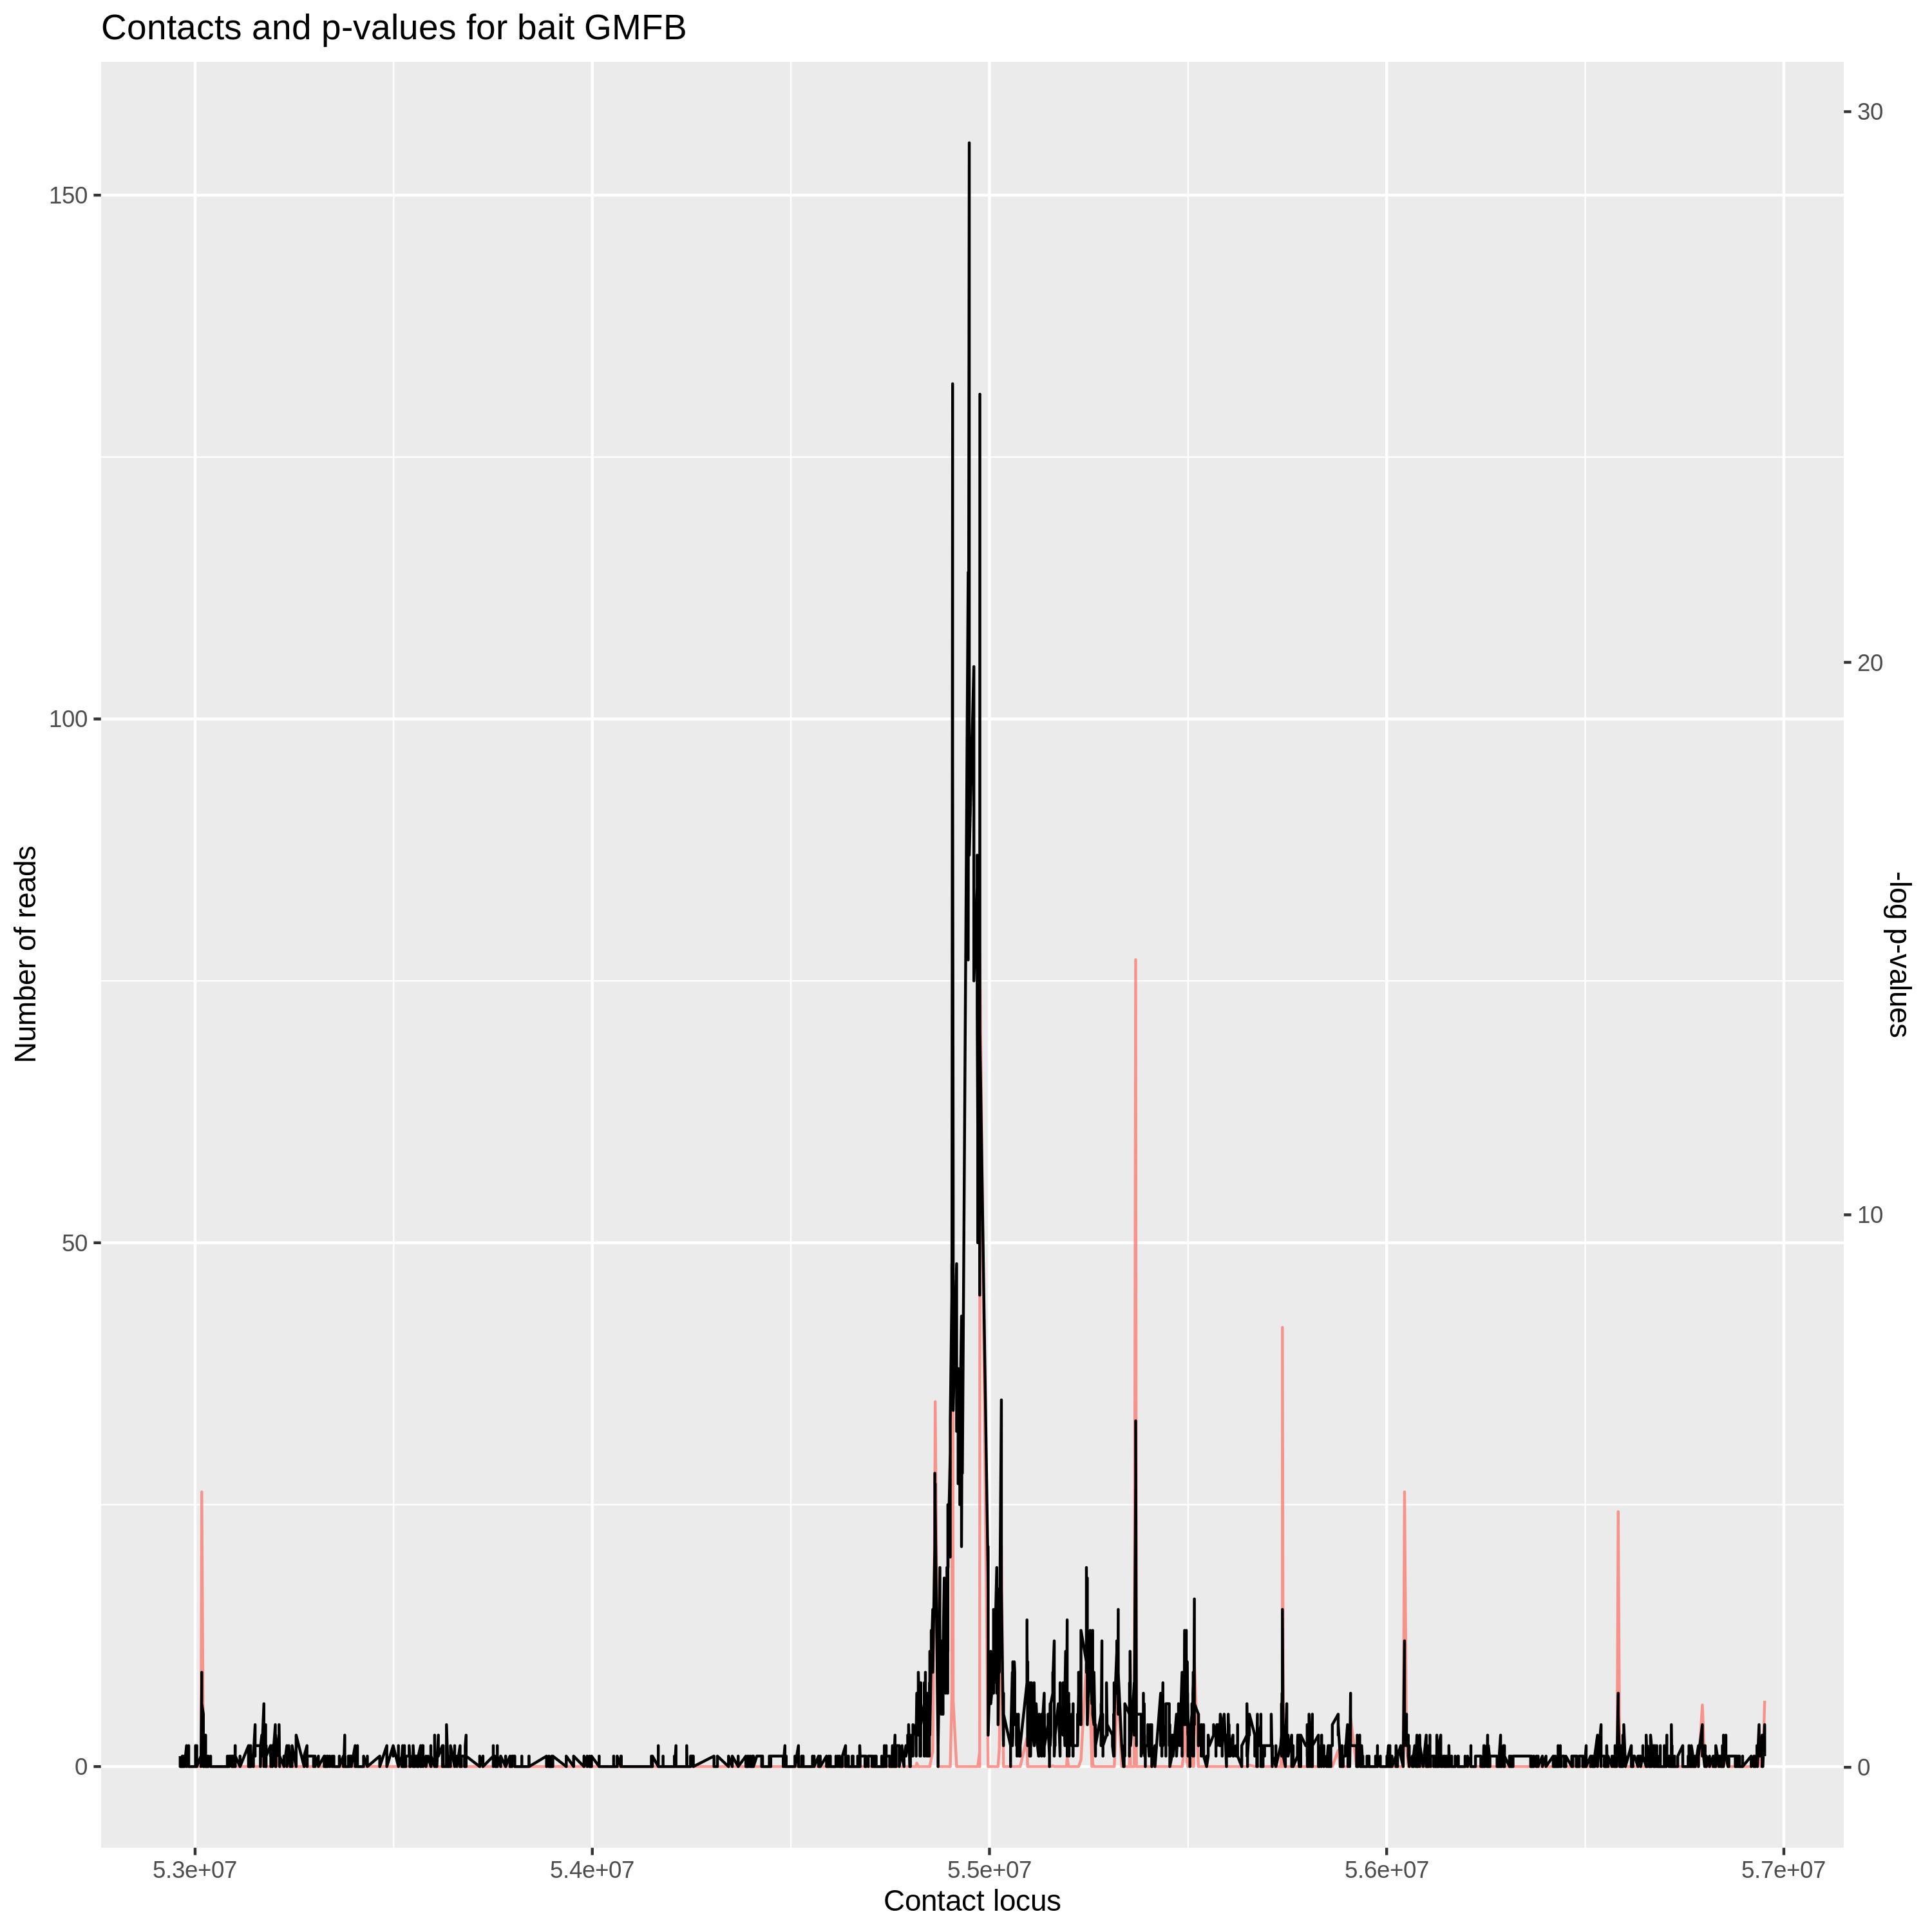 Contacts and p-values for bait GMFB
150
100
50
0
Number of reads
30
20
10
0
-log p-values
5.3e+07
5.4e+07
5.5e+07
5.6e+07
5.7e+07
Contact locus